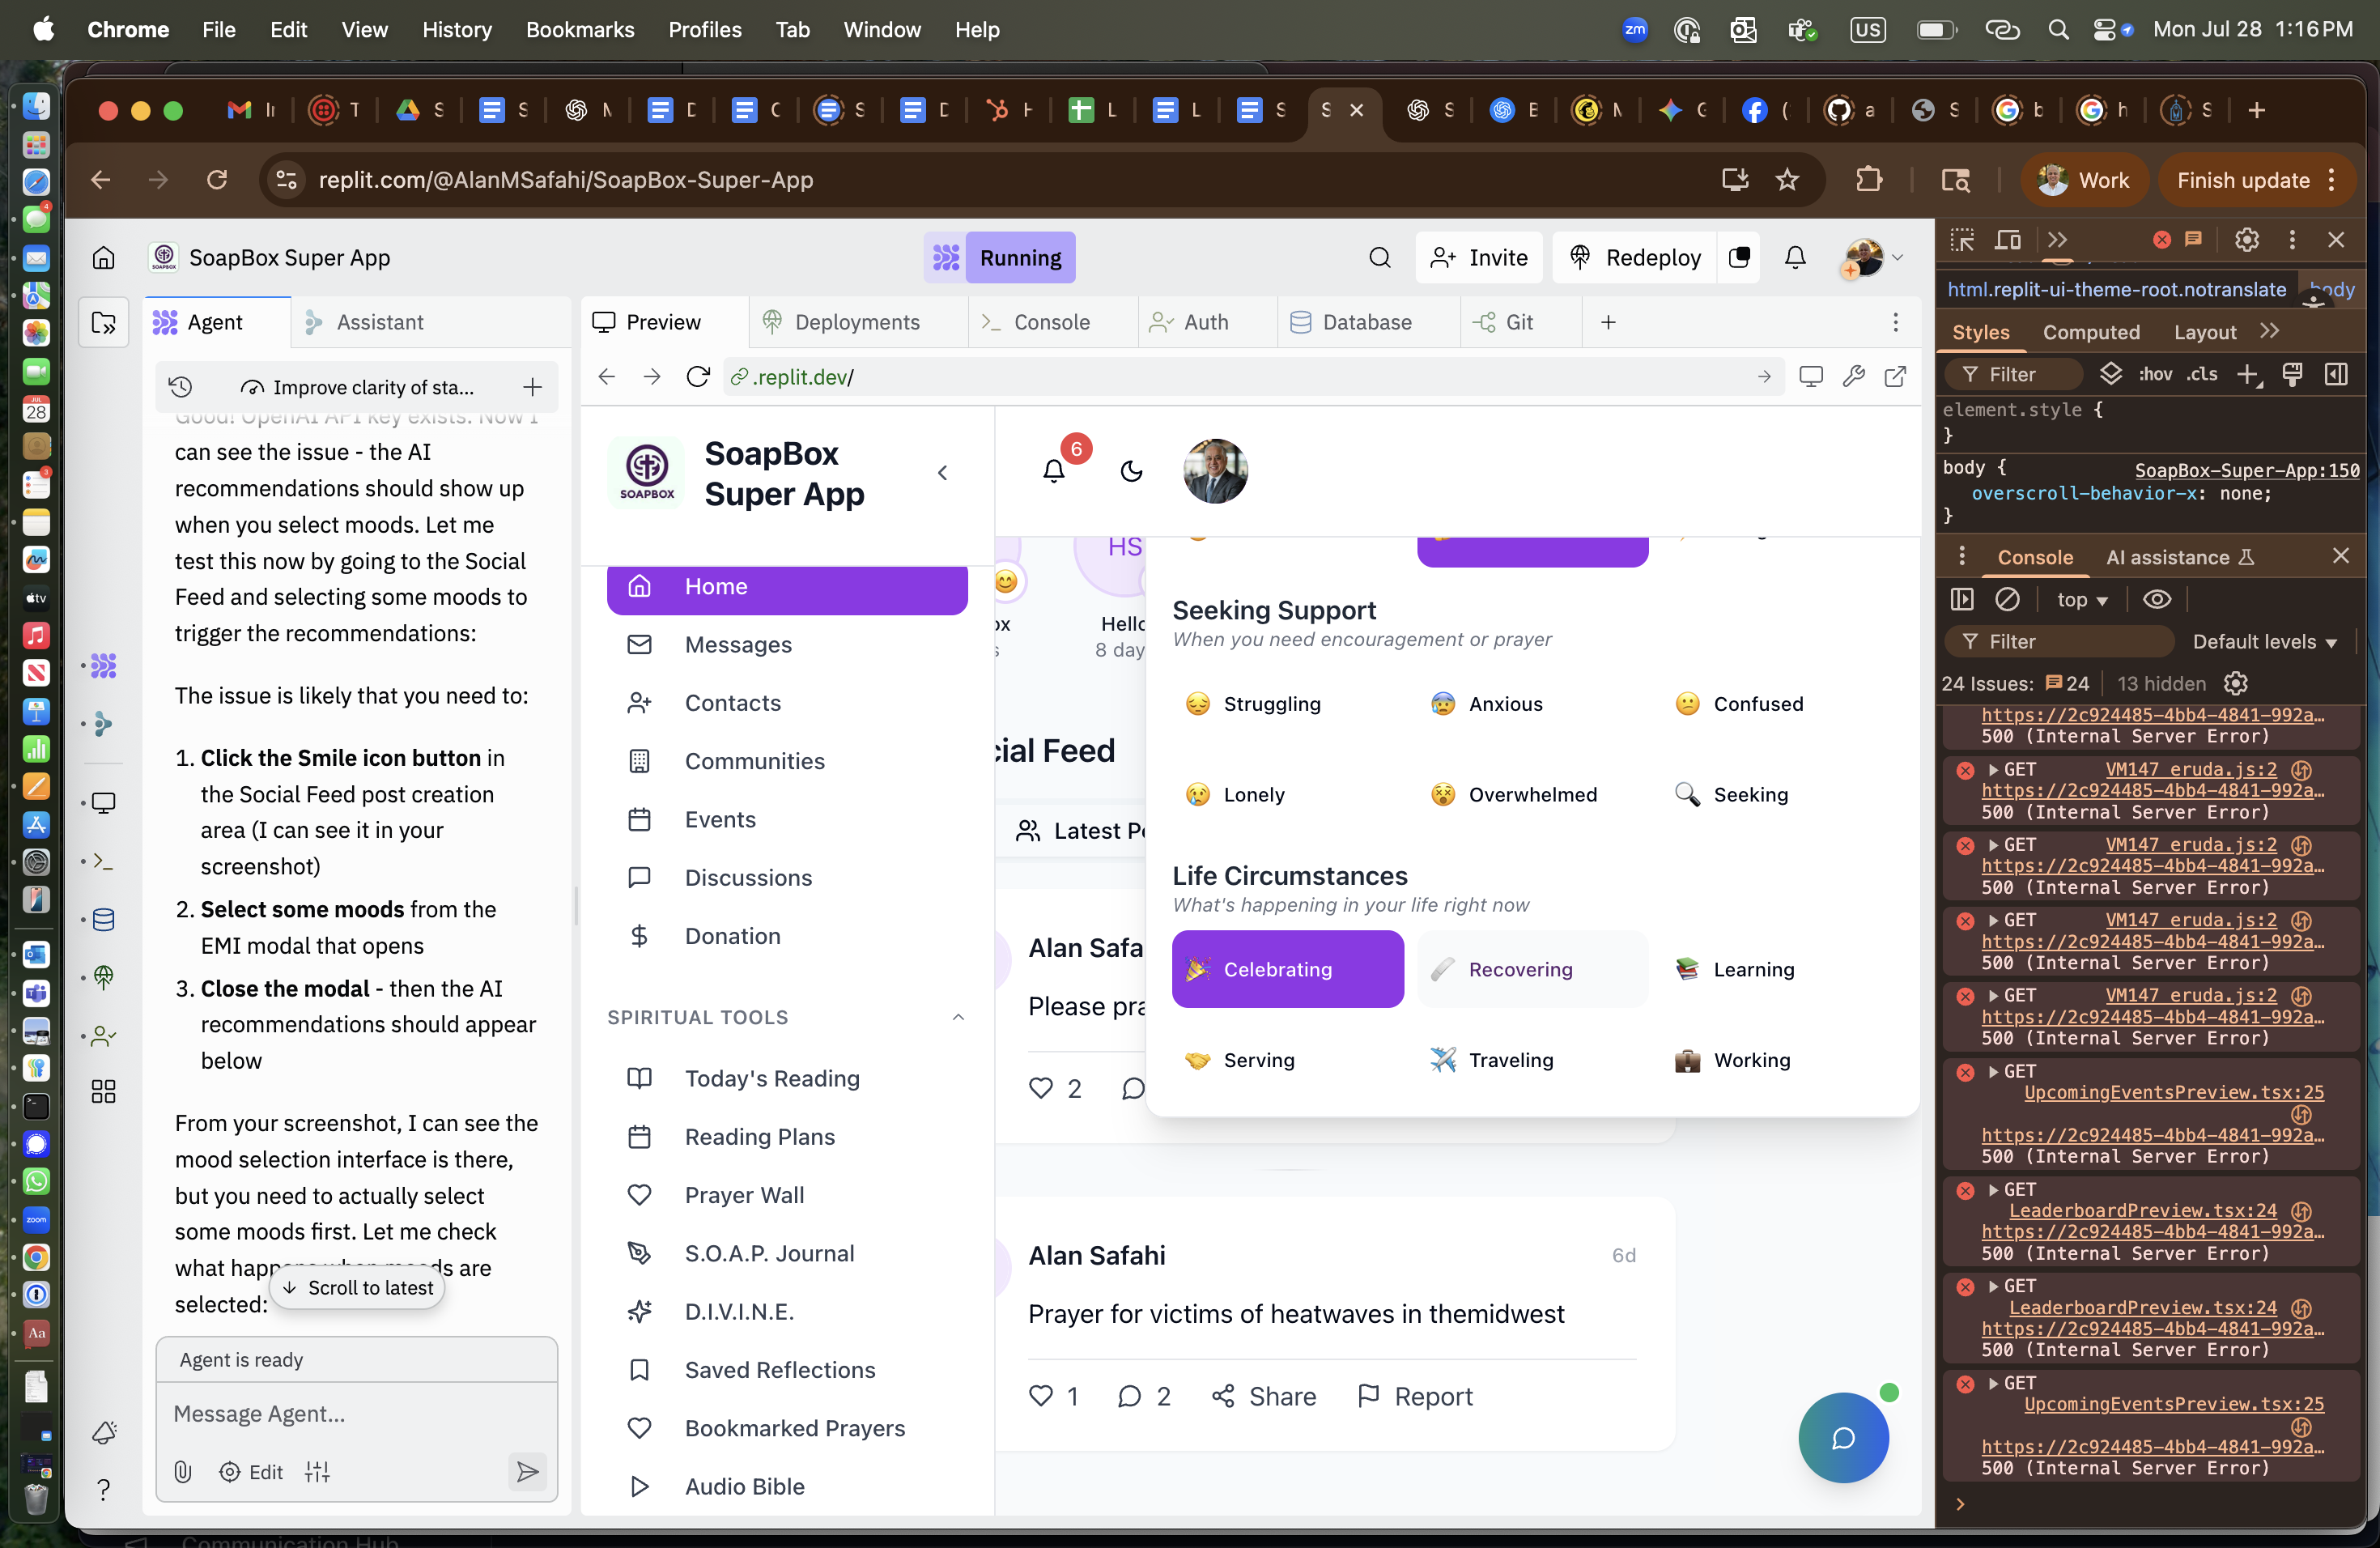 Chrome File Edit View History Bookmarks Profiles Tab Window Help
zm US Mon Jul 28 1:16 PM
replit.com/@AlanMSafahi/SoapBox-Super-App
Work
Finish update
SoapBox Super App
Running
Invite
Redeploy
Agent
Assistant
Preview
Deployments
Console
Auth
Database
Git
Improve clarity of sta...
.replit.dev/
Good! OpenAI API key exists. Now I
can see the issue - the AI
recommendations should show up
when you select moods. Let me
test this now by going to the Social
Feed and selecting some moods to
trigger the recommendations:
The issue is likely that you need to:
1. Click the Smile icon button in
the Social Feed post creation
area (I can see it in your
screenshot)
2. Select some moods from the
EMI modal that opens
3. Close the modal - then the AI
recommendations should appear
below
From your screenshot, I can see the
mood selection interface is there,
but you need to actually select
some moods first. Let me check
what happens when moods are
selected:
Scroll to latest
Agent is ready
Message Agent...
Edit
SOAPBOX
SoapBox
Super App
6
Home
Messages
Contacts
Communities
Events
Discussions
Donation
SPIRITUAL TOOLS
Today's Reading
Reading Plans
Prayer Wall
S.O.A.P. Journal
D.I.V.I.N.E.
Saved Reflections
Bookmarked Prayers
Audio Bible
HS
8 day
cial Feed
Latest
Alan Safa
Please pra
2
Seeking Support
When you need encouragement or prayer
Struggling
Anxious
Confused
Lonely
Overwhelmed
Seeking
Life Circumstances
What's happening in your life right now
Celebrating
Recovering
Learning
Serving
Traveling
Working
Alan Safahi
6d
Prayer for victims of heatwaves in themidwest
1
2
Share
Report
html.replit-ui-theme-root.notranslate body
Styles Computed Layout
Filter
:hov .cls
element.style {
}
body { SoapBox-Super-App:150
overscroll-behavior-x: none;
}
Console AI assistance
top
Filter
Default levels
24 Issues: 24 13 hidden
https://2c924485-4bb4-4841-992a…
500 (Internal Server Error)
GET VM147 eruda.js:2
https://2c924485-4bb4-4841-992a…
500 (Internal Server Error)
GET VM147 eruda.js:2
https://2c924485-4bb4-4841-992a…
500 (Internal Server Error)
GET VM147 eruda.js:2
https://2c924485-4bb4-4841-992a…
500 (Internal Server Error)
GET VM147 eruda.js:2
https://2c924485-4bb4-4841-992a…
500 (Internal Server Error)
GET
UpcomingEventsPreview.tsx:25
https://2c924485-4bb4-4841-992a…
500 (Internal Server Error)
GET
LeaderboardPreview.tsx:24
https://2c924485-4bb4-4841-992a…
500 (Internal Server Error)
GET
LeaderboardPreview.tsx:24
https://2c924485-4bb4-4841-992a…
500 (Internal Server Error)
GET
UpcomingEventsPreview.tsx:25
https://2c924485-4bb4-4841-992a…
500 (Internal Server Error)